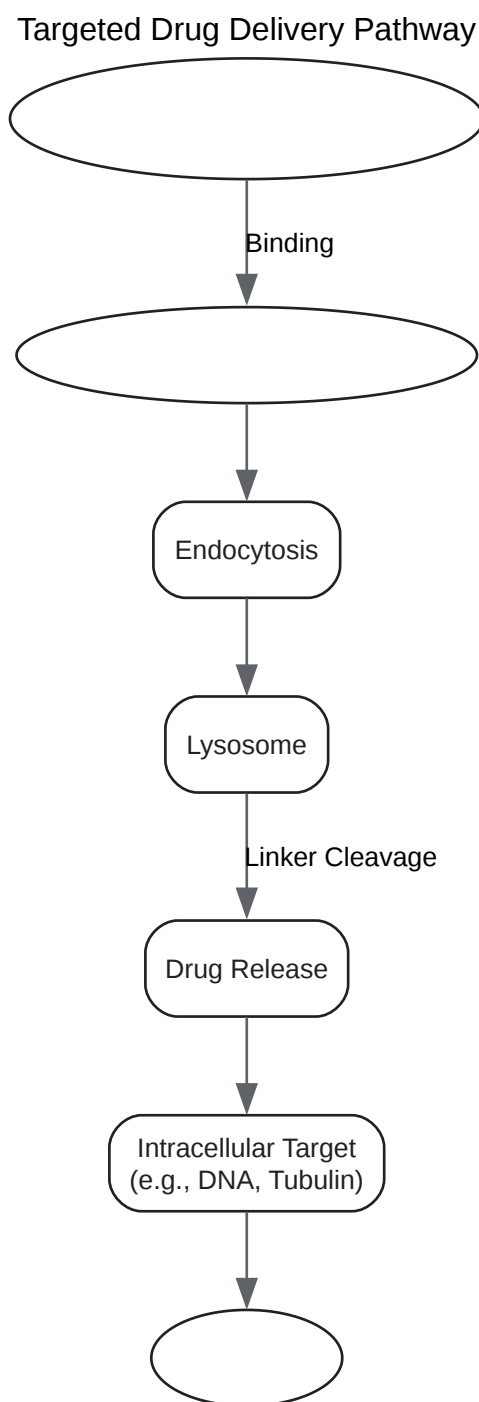 Targeted Drug Delivery Pathway
Binding
Endocytosis
Lysosome
Linker Cleavage
Drug Release
Intracellular Target
(e.g., DNA, Tubulin)